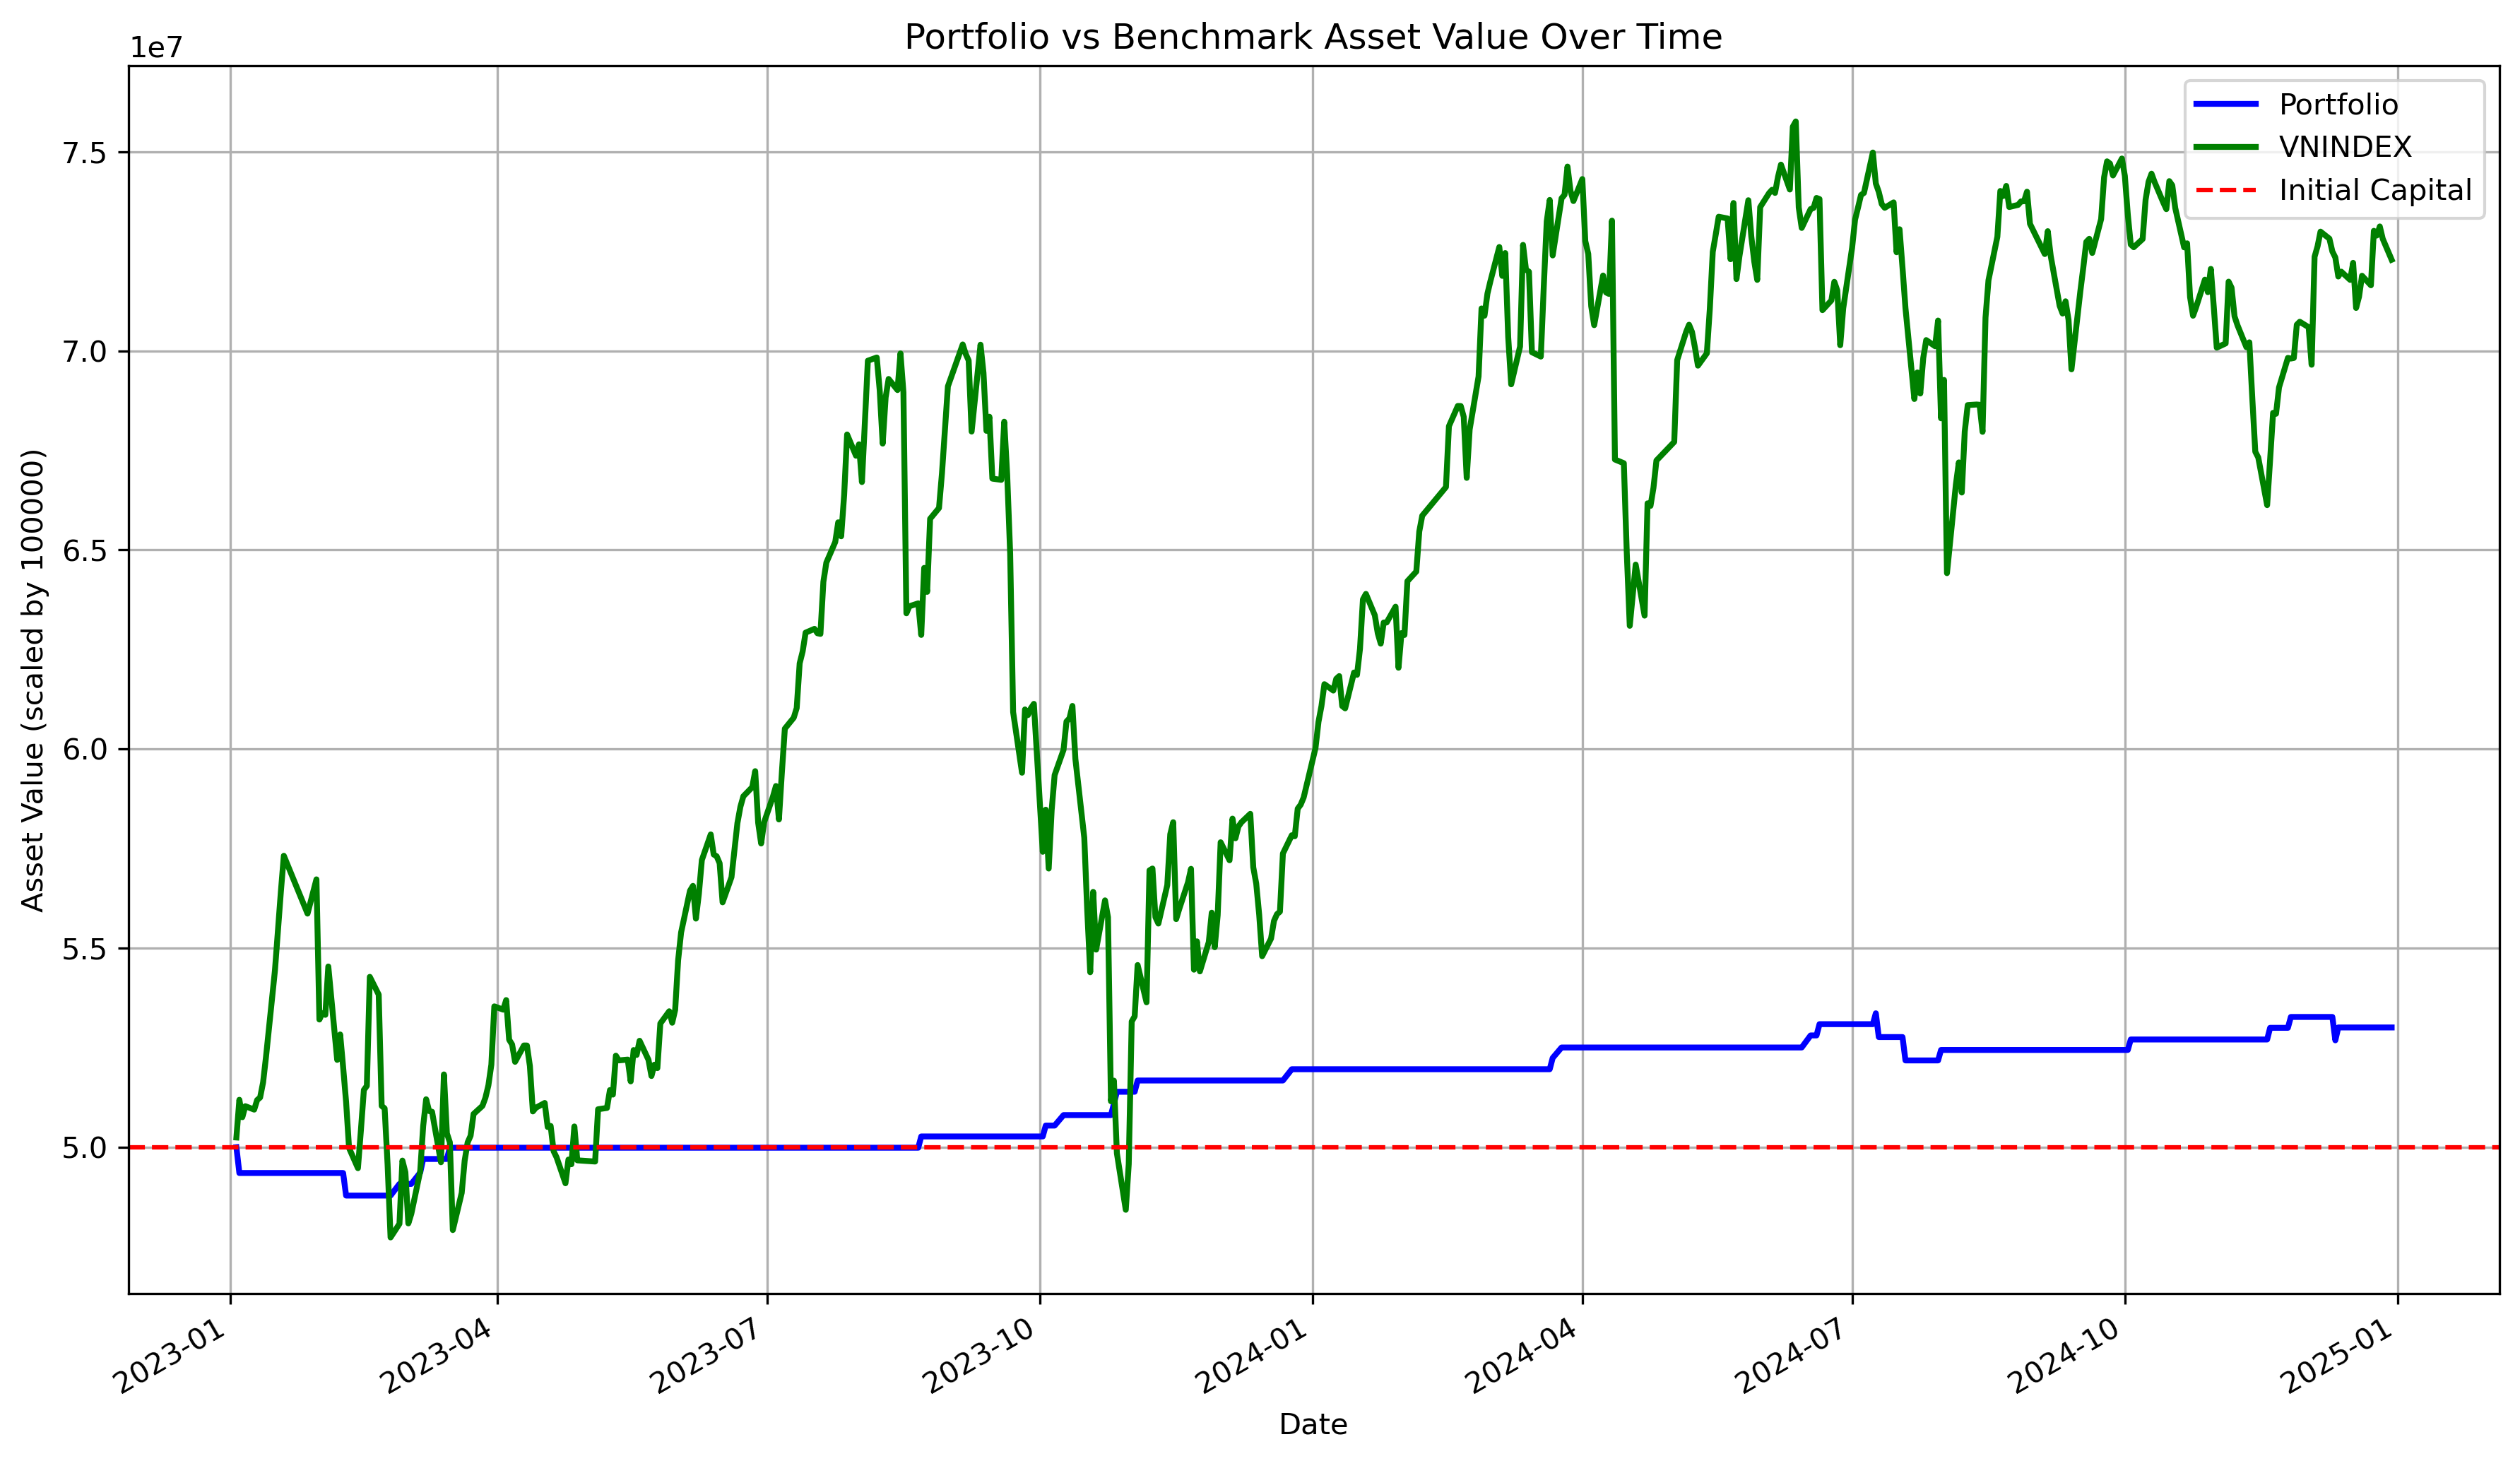 Portfolio vs Benchmark Asset Value Over Time
1e7
Portfolio
VNINDEX
Initial Capital
7.5
7.0
6.5
6.0
5.5
5.0
Asset Value (scaled by 100000)
2023-01
2023-04
2023-07
2023-10
2024-01
2024-04
2024-07
2024-10
2025-01
Date